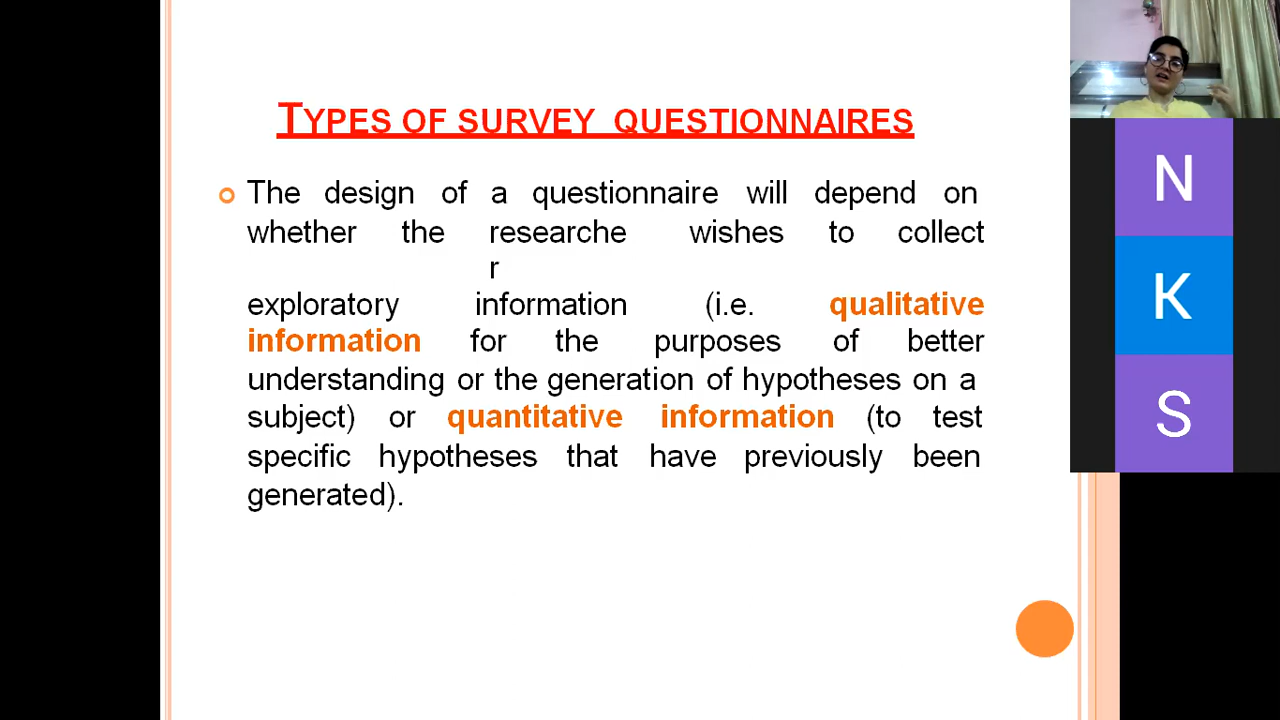 TYPES OF SURVEY QUESTIONNAIRES
The design of a questionnaire will depend on
whether the researche wishes to collect
r
exploratory information (i.e. qualitative
information for the purposes of better
understanding or the generation of hypotheses on a
subject) or quantitative information (to test
specific hypotheses that have previously been
generated).
N
K
S